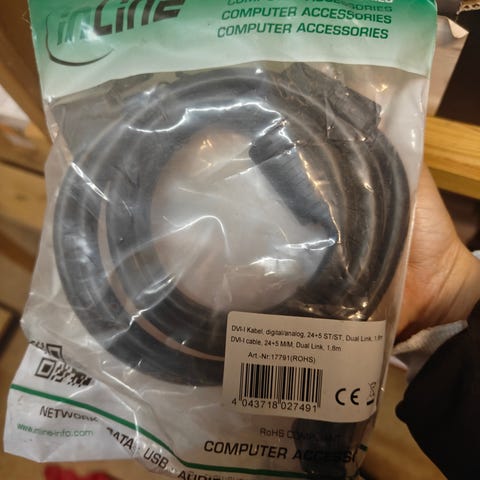 inLine
COMPUTER ACCESSORIES
COMPUTER ACCESSORIES
DVI-I Kabel, digital/analog, 24+5 ST/ST, Dual Link, 1,8m
DVI-I cable, 24+5 M/M, Dual Link, 1,8m
Art.-Nr:17791(ROHS)
4 043718 027491
CE
RoHS COMPLIANT
NETWORK
DATA
USB
AUDIO
www.inline-info.com
COMPUTER ACCESS